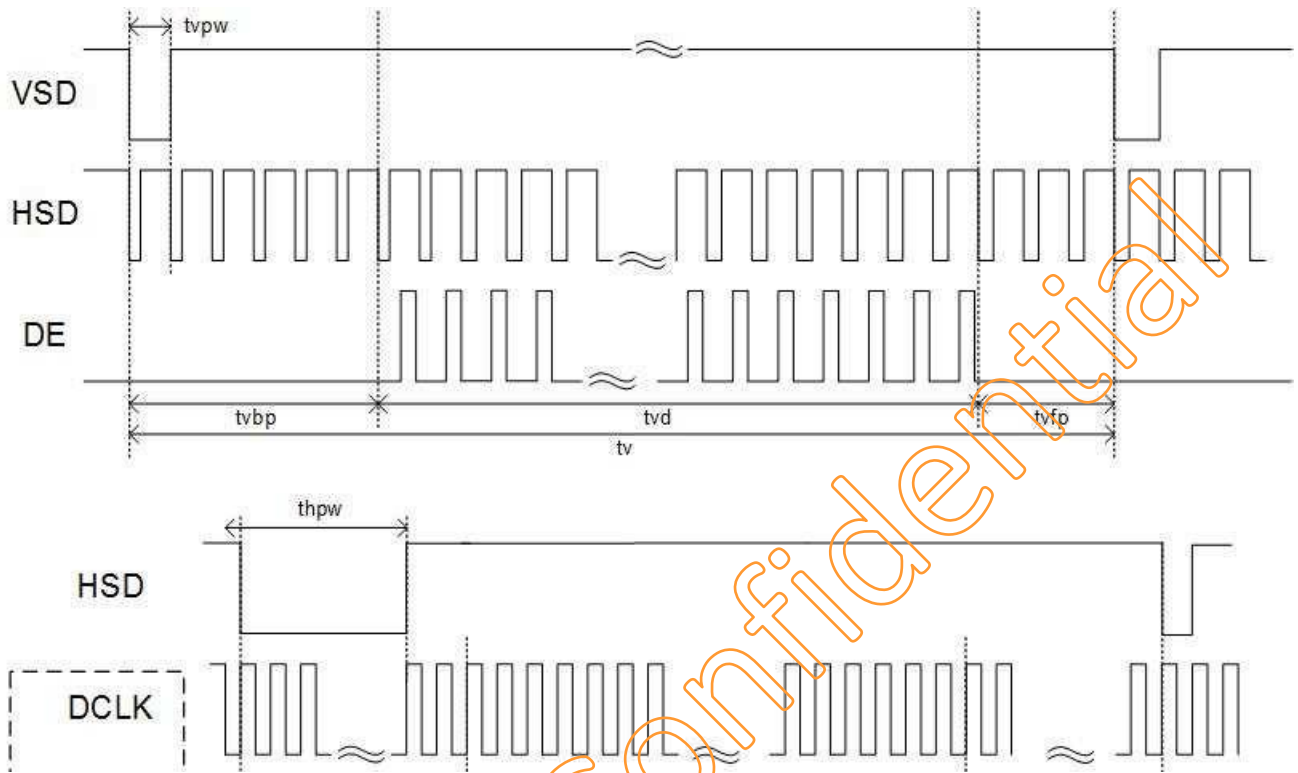 tvpw
VSD
HSD
DE
tvbp
tvd
tvfp
tv
thpw
HSD
DCLK
Confidential